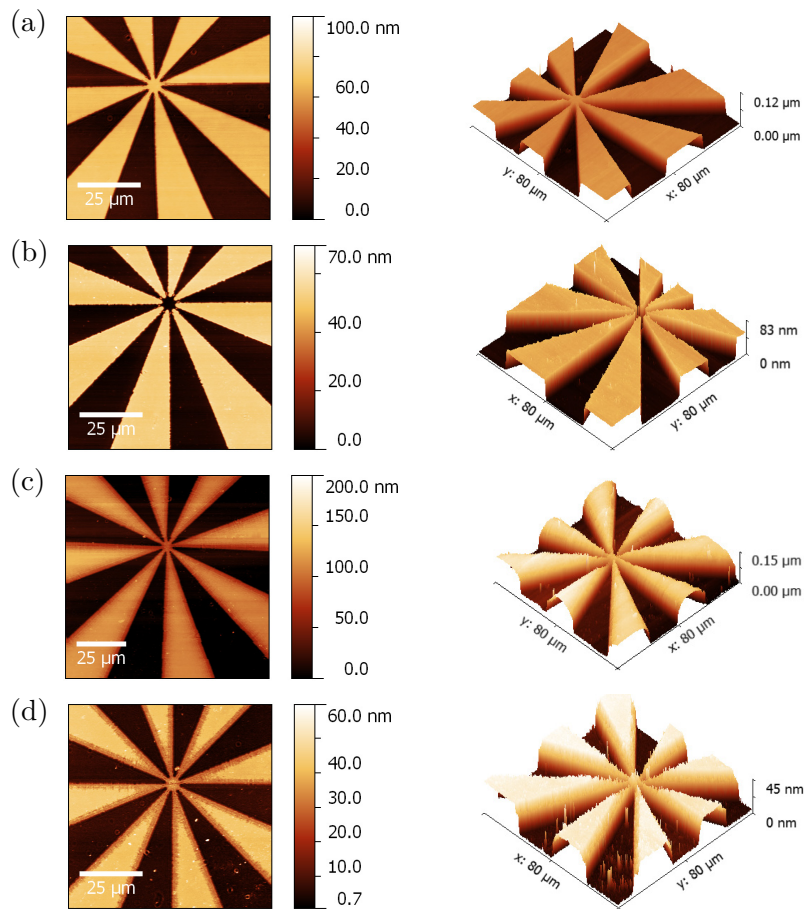 (a)
100.0 nm
80.0
60.0
40.0
20.0
0.0
25 µm
0.12 µm
0.00 µm
y: 80 µm
x: 80 µm
(b)
70.0 nm
40.0
20.0
0.0
25 µm
83 nm
0 nm
x: 80 µm
y: 80 µm
(c)
200.0 nm
150.0
100.0
50.0
0.0
25 µm
0.15 µm
0.00 µm
y: 80 µm
x: 80 µm
(d)
60.0 nm
40.0
30.0
20.0
10.0
0.7
25 µm
45 nm
0 nm
x: 80 µm
y: 80 µm